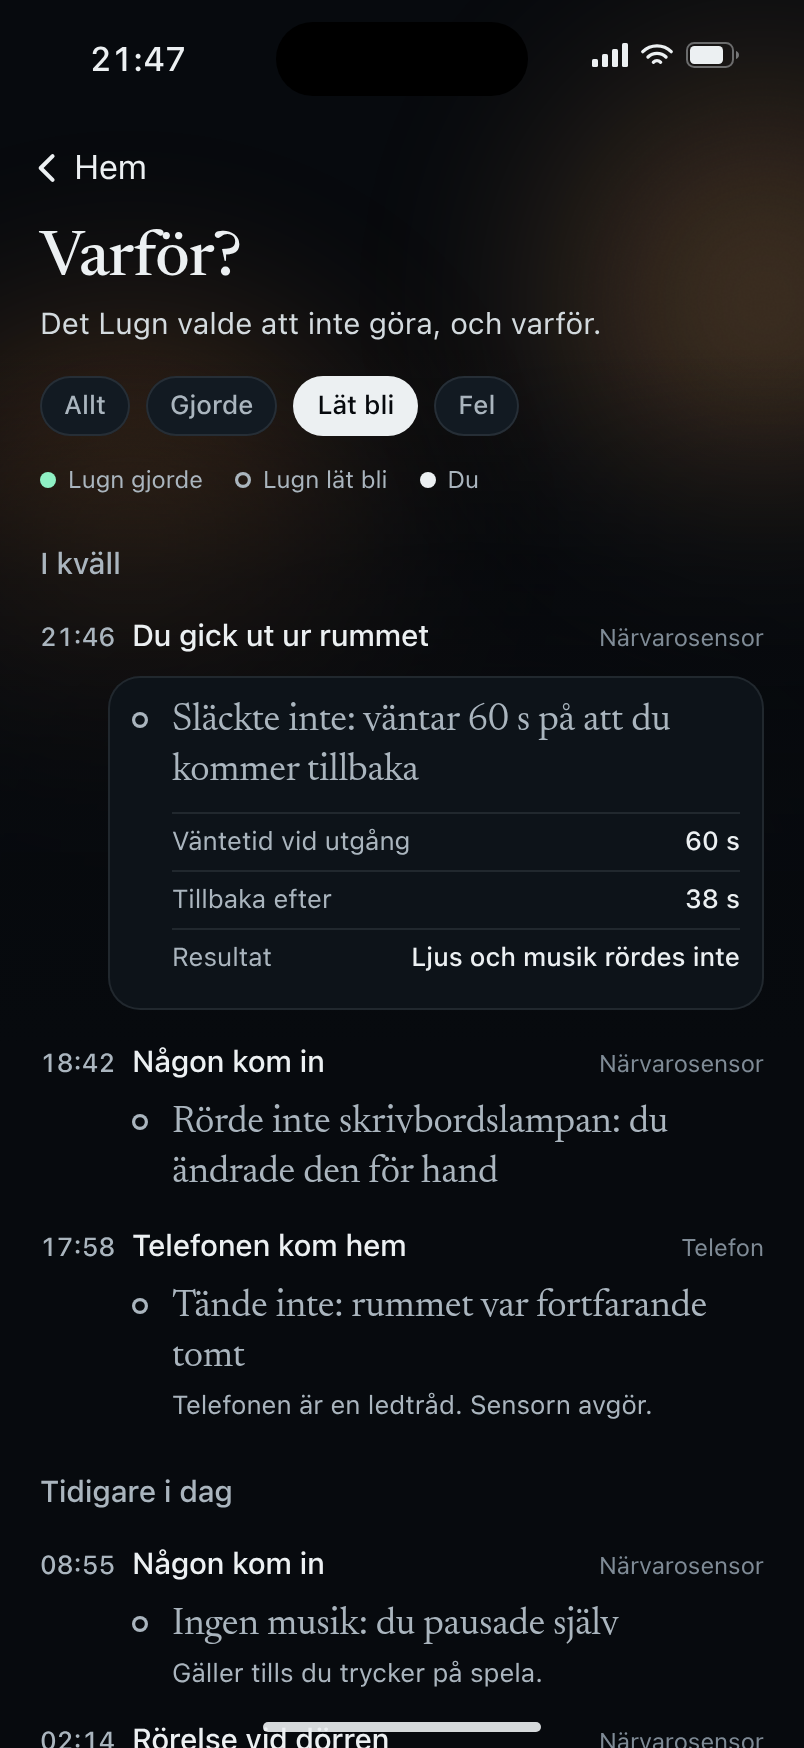 21:47
Hem
Varför?
Det Lugn valde att inte göra, och varför.
Allt Gjorde Lät bli Fel
Lugn gjorde Lugn lät bli Du
I kväll
21:46 Du gick ut ur rummet Närvarosensor
Släckte inte: väntar 60 s på att du
kommer tillbaka
Väntetid vid utgång 60 s
Tillbaka efter 38 s
Resultat Ljus och musik rördes inte
18:42 Någon kom in Närvarosensor
Rörde inte skrivbordslampan: du
ändrade den för hand
17:58 Telefonen kom hem Telefon
Tände inte: rummet var fortfarande
tomt
Telefonen är en ledtråd. Sensorn avgör.
Tidigare i dag
08:55 Någon kom in Närvarosensor
Ingen musik: du pausade själv
Gäller tills du trycker på spela.
02:14 Rörelse vid dörren Närvarosensor